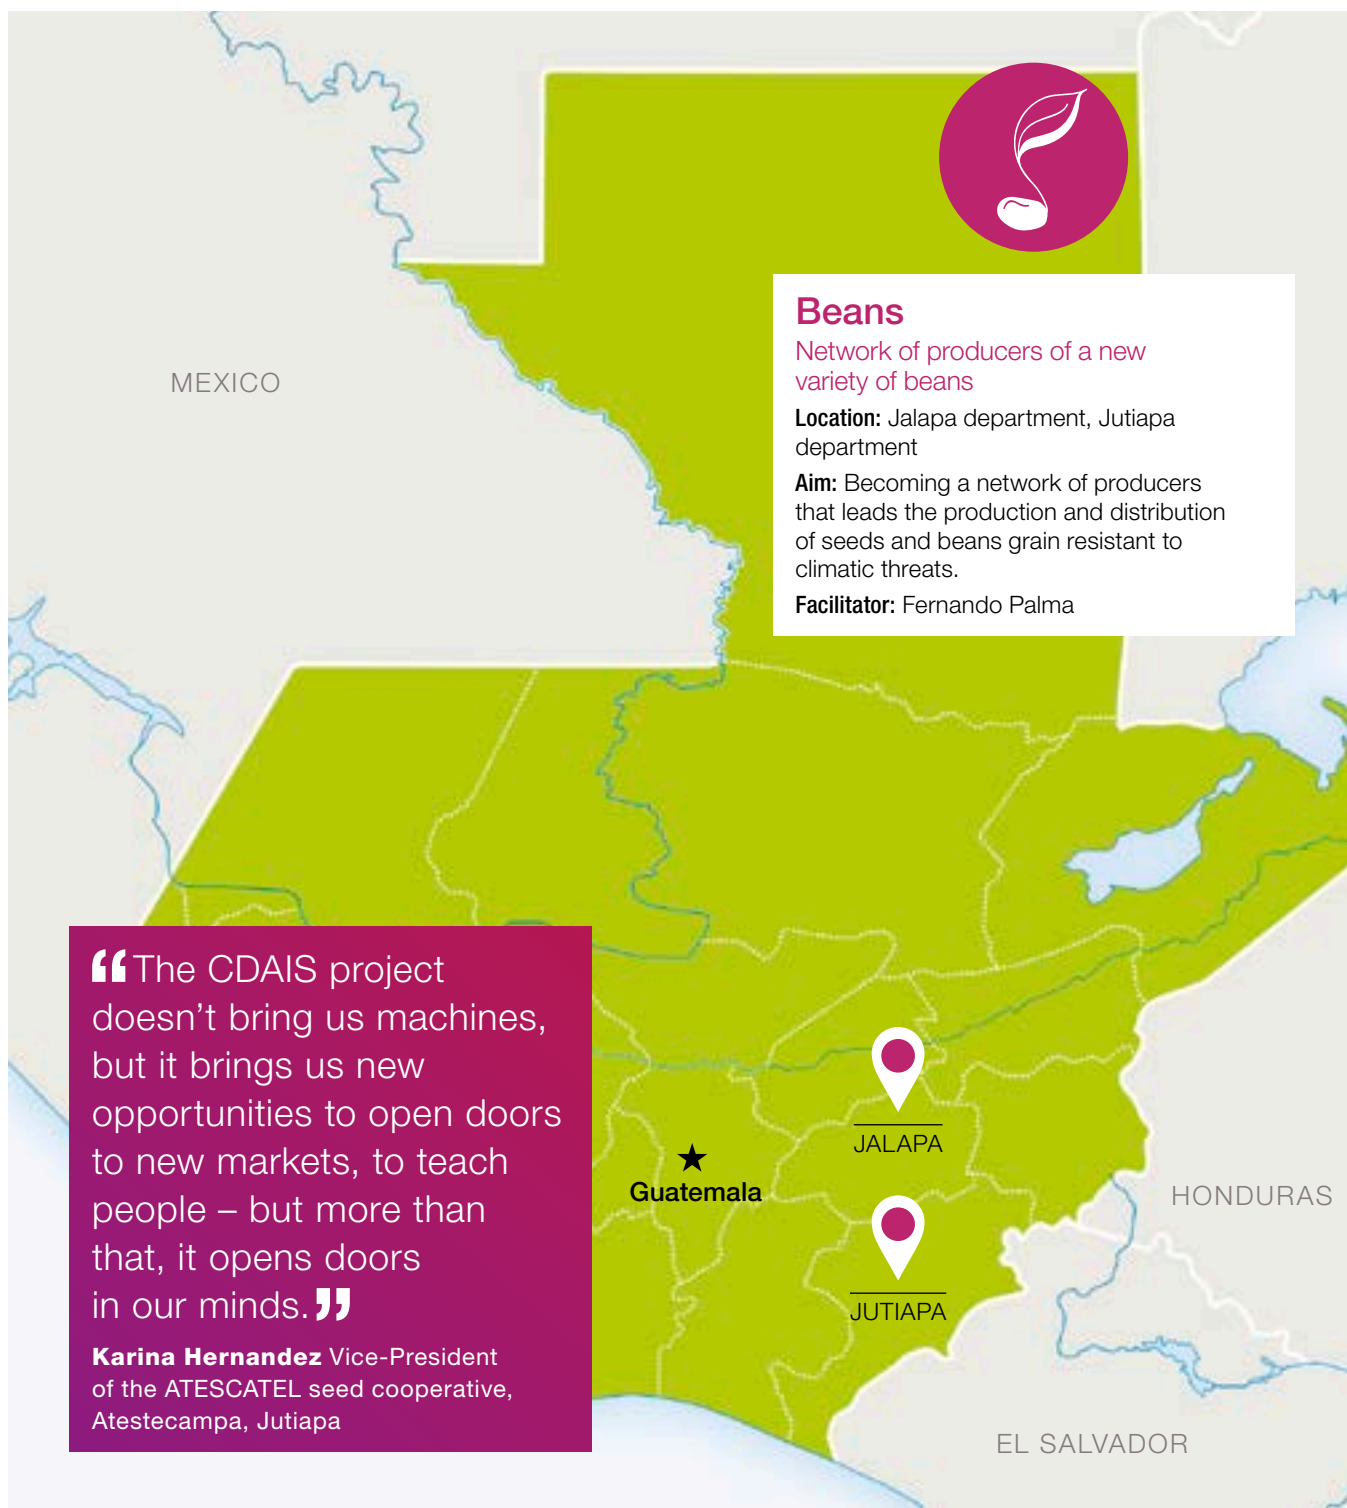 MEXICO
Beans
Network of producers of a new
variety of beans
Location: Jalapa department, Jutiapa
department
Aim: Becoming a network of producers
that leads the production and distribution
of seeds and beans grain resistant to
climatic threats.
Facilitator: Fernando Palma
“The CDAIS project
doesn’t bring us machines,
but it brings us new
opportunities to open doors
to new markets, to teach
people – but more than
that, it opens doors
in our minds.”
Karina Hernandez Vice-President
of the ATESCATEL seed cooperative,
Atestecampa, Jutiapa
JALAPA
Guatemala
HONDURAS
JUTIAPA
EL SALVADOR